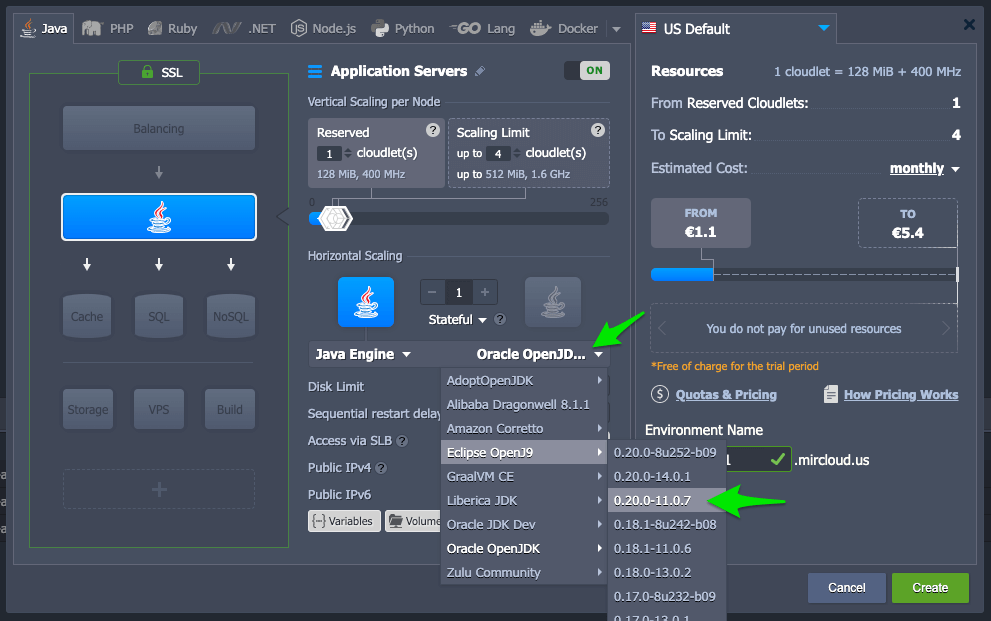 Java PHP Ruby .NET Node.js Python GO Lang Docker
US Default
SSL
Balancing
Cache SQL NoSQL
Storage VPS Build
Application Servers ON
Vertical Scaling per Node
Reserved ?
1 cloudlet(s)
128 MiB, 400 MHz
Scaling Limit ?
up to 4 cloudlet(s)
up to 512 MiB, 1.6 GHz
0 256
Horizontal Scaling
1
Stateful ?
Java Engine Oracle OpenJD...
Disk Limit
Sequential restart delay
Access via SLB ?
Public IPv4 ?
Public IPv6
Variables Volume
AdoptOpenJDK
Alibaba Dragonwell 8.1.1
Amazon Corretto
Eclipse OpenJ9
GraalVM CE
Liberica JDK
Oracle JDK Dev
Oracle OpenJDK
Zulu Community
0.20.0-8u252-b09
0.20.0-14.0.1
0.20.0-11.0.7
0.18.1-8u242-b08
0.18.1-11.0.6
0.18.0-13.0.2
0.17.0-8u232-b09
0.17.0-13.0.1
Resources 1 cloudlet = 128 MiB + 400 MHz
From Reserved Cloudlets: 1
To Scaling Limit: 4
Estimated Cost: monthly
FROM
€1.1
TO
€5.4
You do not pay for unused resources
*Free of charge for the trial period
$ Quotas & Pricing How Pricing Works
Environment Name
1 .mircloud.us
Cancel Create